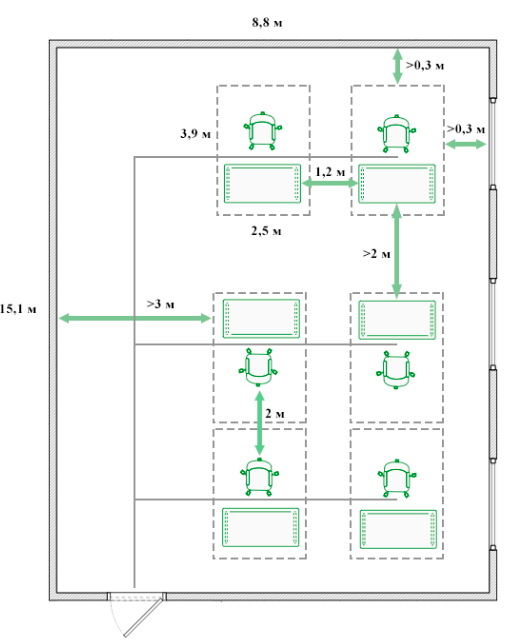 8,8 м
>0,3 м
>0,3 м
3,9 м
1,2 м
2,5 м
>2 м
>3 м
15,1 м
2 м